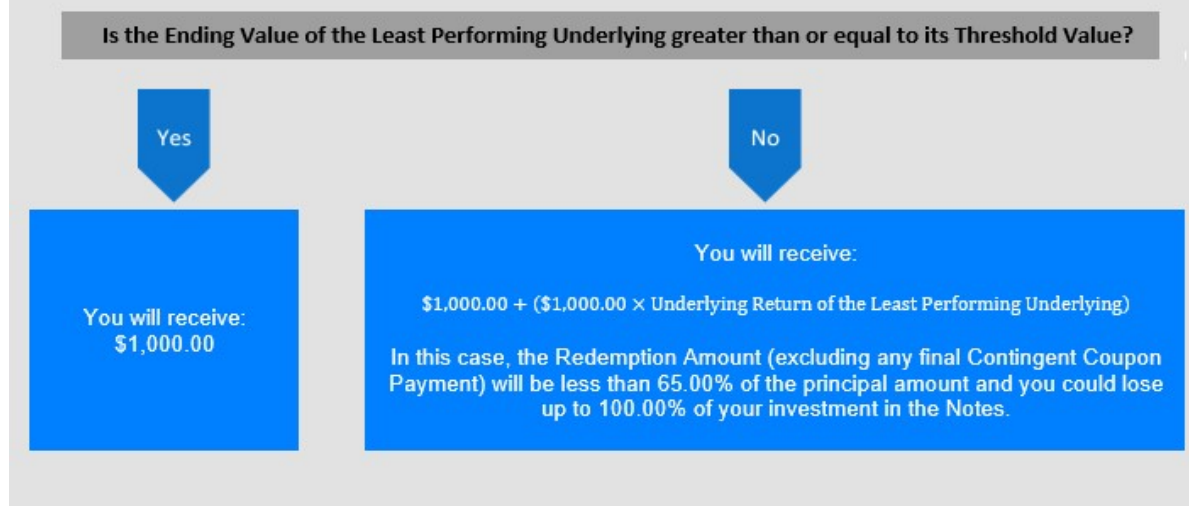 Is the Ending Value of the Least Performing Underlying greater than or equal to its Threshold Value?
Yes
No
You will receive:
$1,000.00
You will receive:
$1,000.00 + ($1,000.00 × Underlying Return of the Least Performing Underlying)
In this case, the Redemption Amount (excluding any final Contingent Coupon
Payment) will be less than 65.00% of the principal amount and you could lose
up to 100.00% of your investment in the Notes.